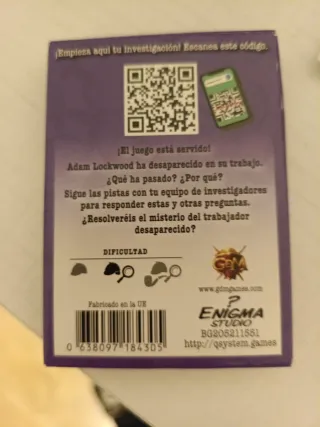 ¡Empieza aquí tu investigación! Escanea este código.
¡El juego está servido!
Adam Lockwood ha desaparecido en su trabajo.
¿Qué ha pasado? ¿Por qué?
Sigue las pistas con tu equipo de investigadores
para responder estas y otras preguntas.
¿Resolveréis el misterio del trabajador
desaparecido?
DIFICULTAD
GDM
www.gdmgames.com
Fabricado en la UE
?
ENIGMA
STUDIO
BG205211551
http://qsystem.games
0 638097 184305